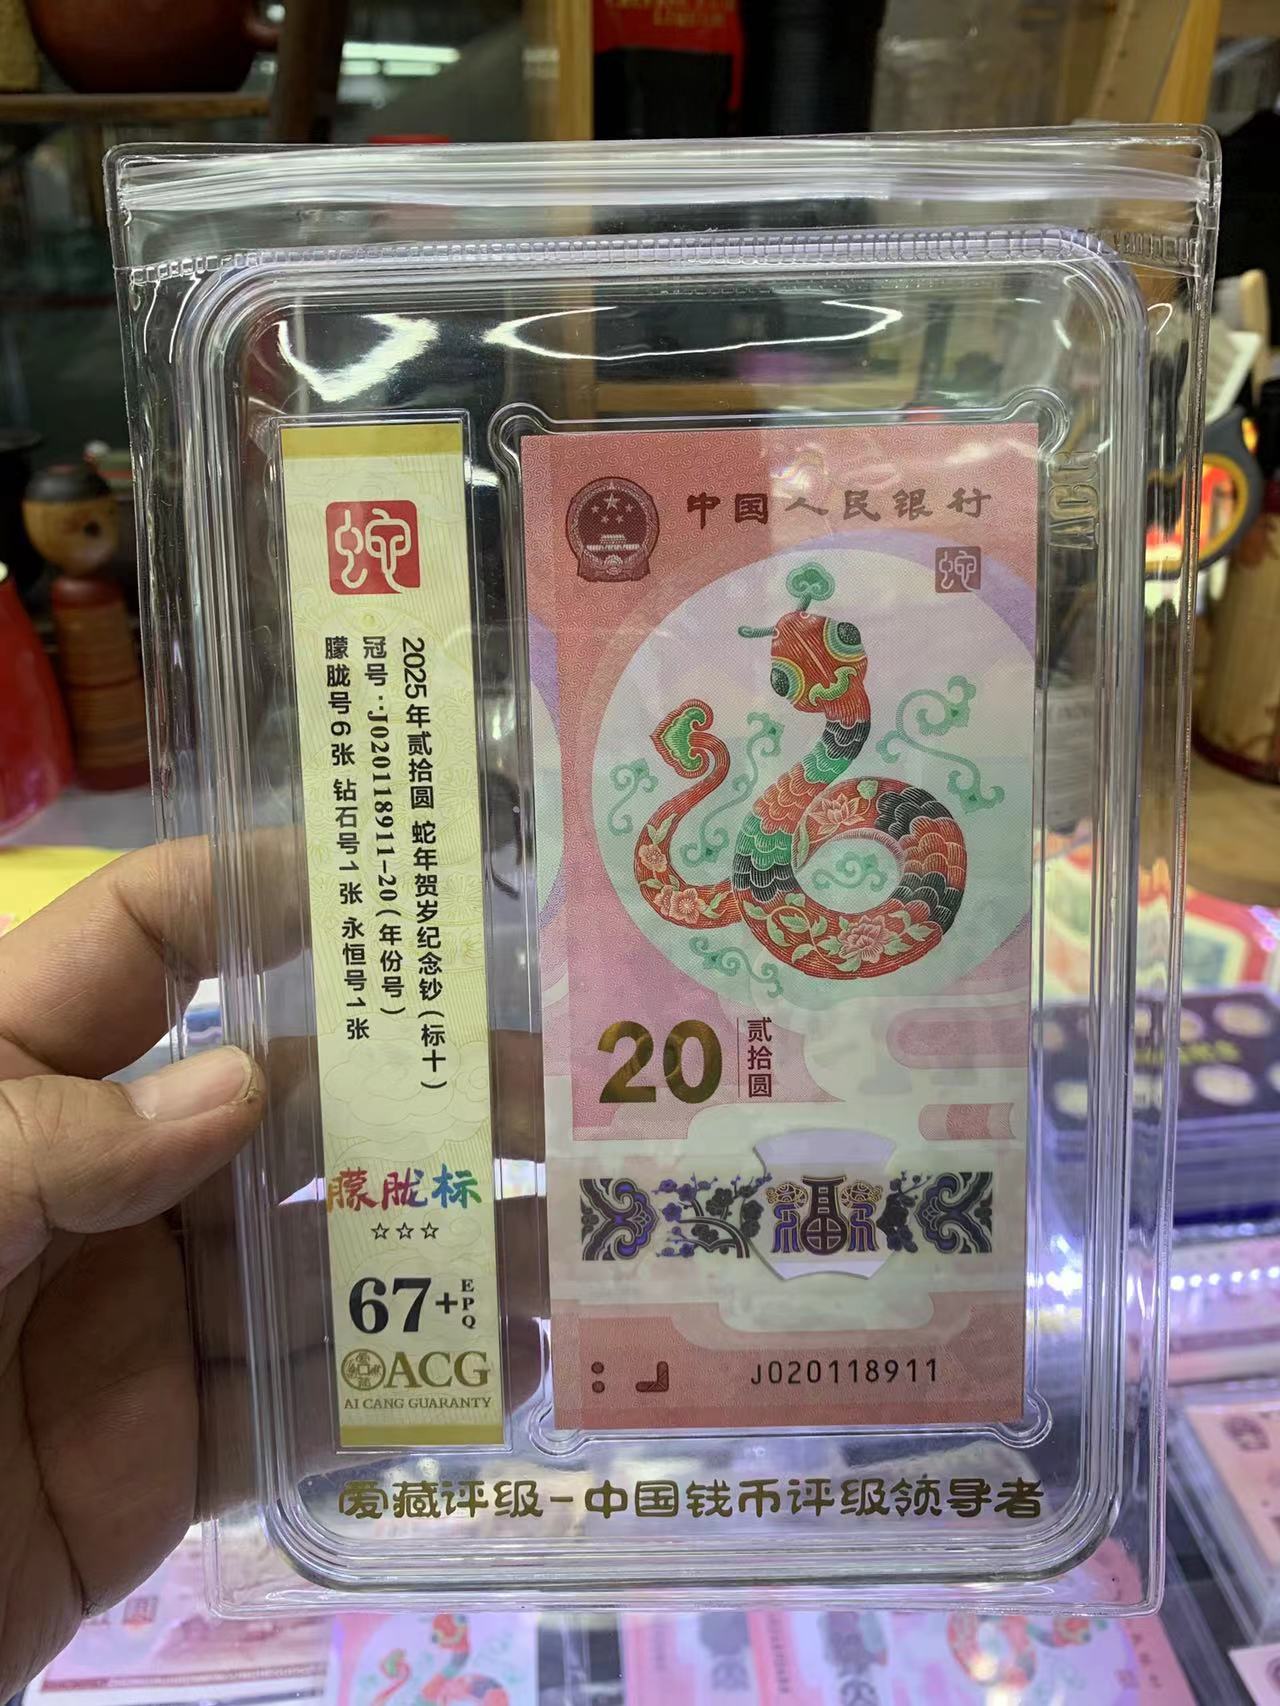 ACG
蛇
2025年贰拾圆 蛇年贺岁纪念钞(标十)
冠号:J020118911-20(年份号)
朦胧号6张 钻石号1张 永恒号1张
朦胧标
☆☆☆
67+EPQ
ACG
AI CANG GUARANTY
中国人民银行
蛇
20 贰拾圆
福
J020118911
爱藏评级-中国钱币评级领导者